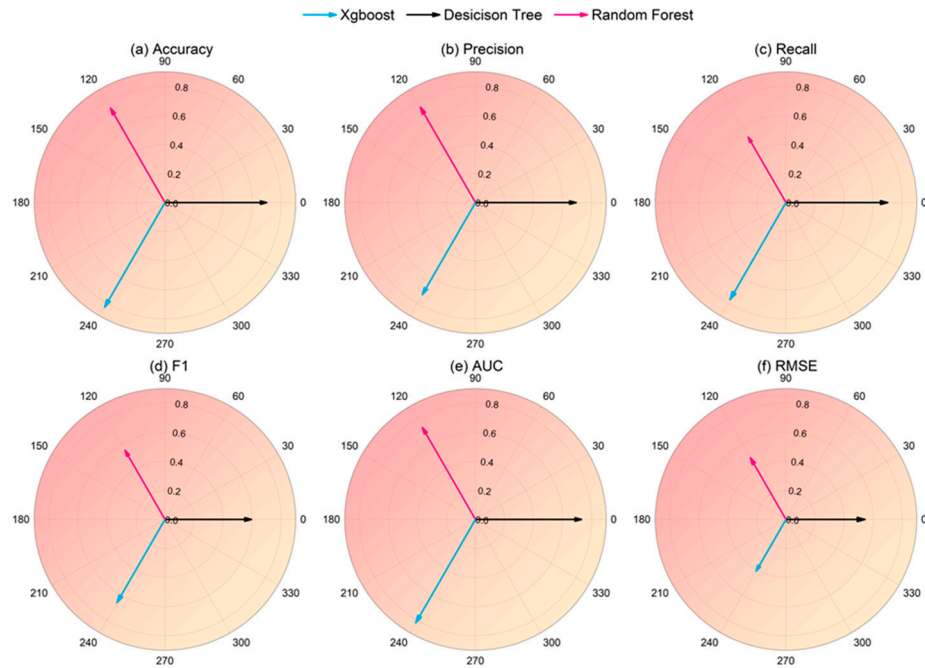 Xgboost Desicison Tree Random Forest
(a) Accuracy (b) Precision (c) Recall
90 90 90
120 60 120 60 120 60
0.8 0.8 0.8
150 30 150 30 150 30
0.6 0.6 0.6
0.4 0.4 0.4
0.2 0.2 0.2
180 0.0 0 180 0.0 0 180 0.0 0
210 330 210 330 210 330
240 300 240 300 240 300
270 270 270
(d) F1 (e) AUC (f) RMSE
90 90 90
120 60 120 60 120 60
0.8 0.8 0.8
150 30 150 30 150 30
0.6 0.6 0.6
0.4 0.4 0.4
0.2 0.2 0.2
180 0.0 0 180 0.0 0 180 0.0 0
210 330 210 330 210 330
240 300 240 300 240 300
270 270 270